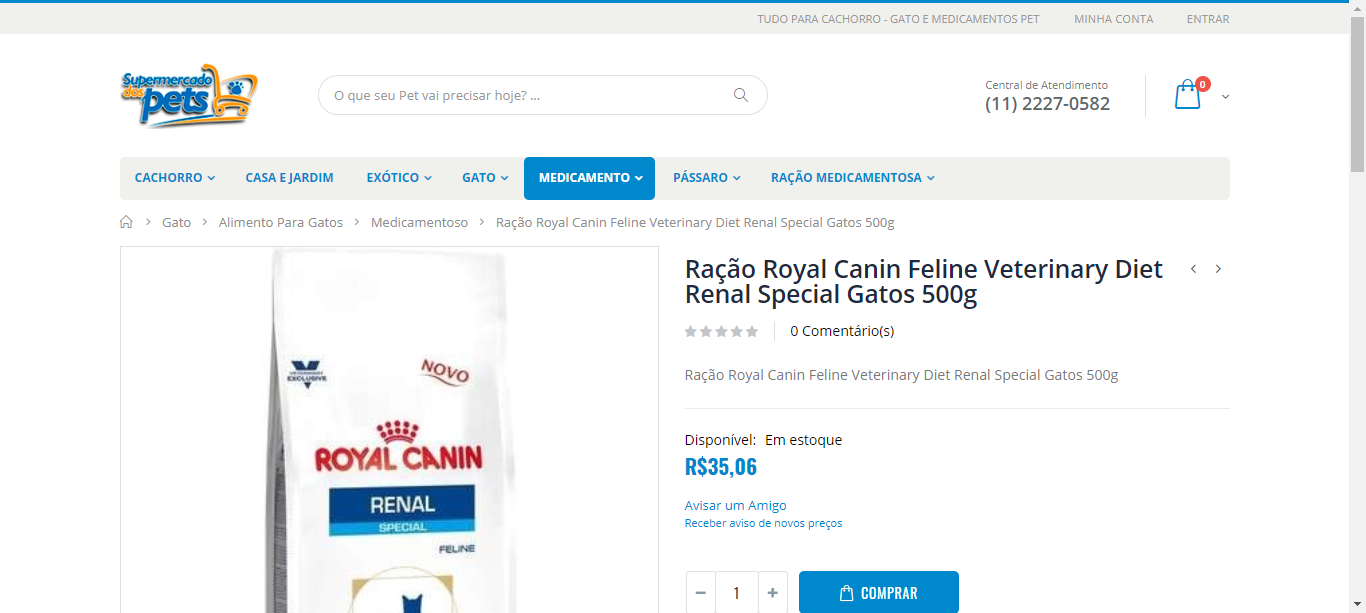 TUDO PARA CACHORRO - GATO E MEDICAMENTOS PET
MINHA CONTA
ENTRAR
Supermercado
dos
pets
O que seu Pet vai precisar hoje? ...
Central de Atendimento
(11) 2227-0582
0
CACHORRO
CASA E JARDIM
EXÓTICO
GATO
MEDICAMENTO
PÁSSARO
RAÇÃO MEDICAMENTOSA
Gato
Alimento Para Gatos
Medicamentoso
Ração Royal Canin Feline Veterinary Diet Renal Special Gatos 500g
VETERINARY
EXCLUSIVE
NOVO
ROYAL CANIN
RENAL
SPECIAL
FELINE
Ração Royal Canin Feline Veterinary Diet
Renal Special Gatos 500g
0 Comentário(s)
Ração Royal Canin Feline Veterinary Diet Renal Special Gatos 500g
Disponível: Em estoque
R$35,06
Avisar um Amigo
Receber aviso de novos preços
1
COMPRAR